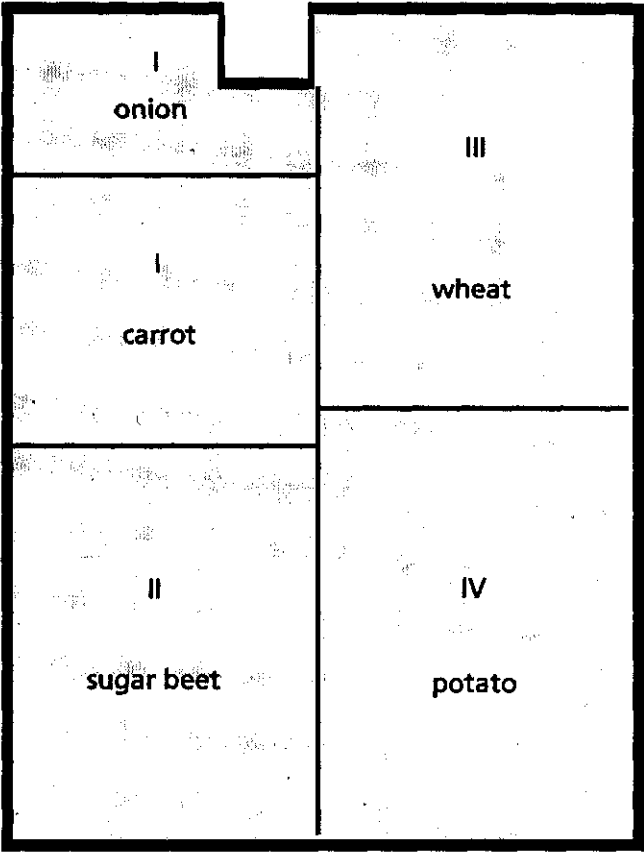 I
onion
I
carrot
II
sugar beet
III
wheat
IV
potato